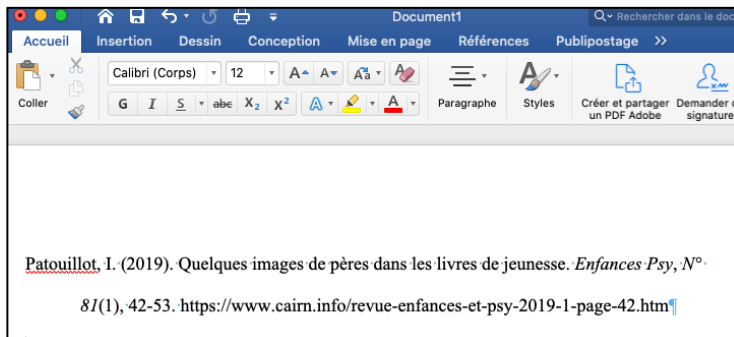 Document1
Rechercher dans le doc
Accueil Insertion Dessin Conception Mise en page Références Publipostage >>
Calibri (Corps) 12 A A Aa A
Coller G I S abc X₂ X² A A Paragraphe Styles Créer et partager un PDF Adobe Demander signature
Patouillot, I. (2019). Quelques images de pères dans les livres de jeunesse. Enfances Psy, N°
81(1), 42-53. https://www.cairn.info/revue-enfances-et-psy-2019-1-page-42.htm¶